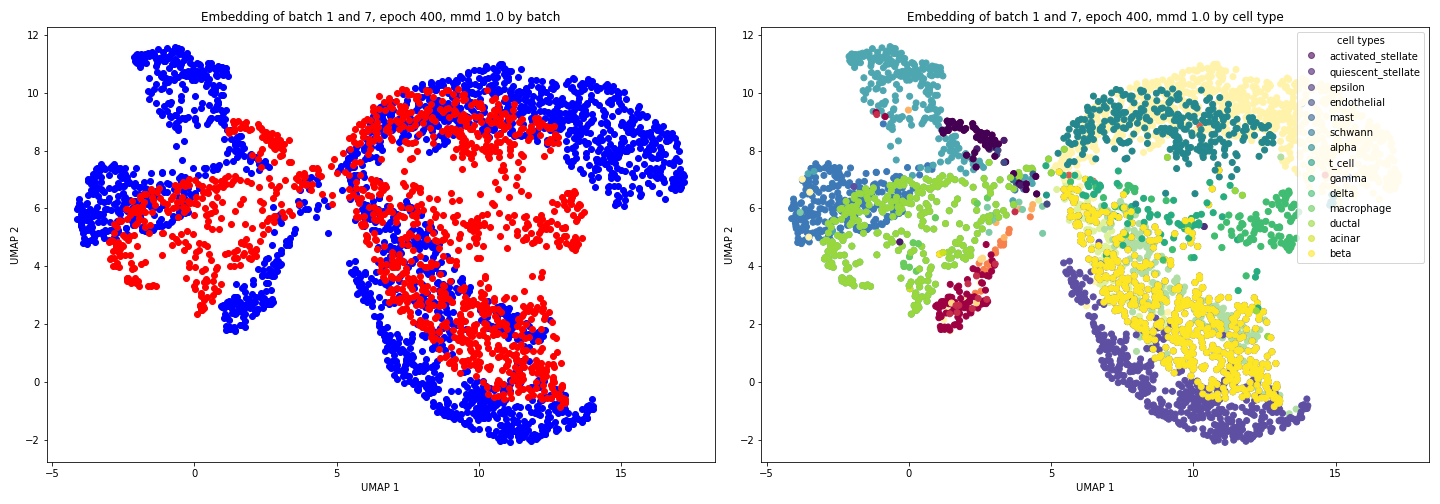 Embedding of batch 1 and 7, epoch 400, mmd 1.0 by batch
12
10
8
6
4
2
0
−2
UMAP 2
−5
0
5
10
15
UMAP 1
Embedding of batch 1 and 7, epoch 400, mmd 1.0 by cell type
12
10
8
6
4
2
0
−2
UMAP 2
−5
0
5
10
15
UMAP 1
cell types
activated_stellate
quiescent_stellate
epsilon
endothelial
mast
schwann
alpha
t_cell
gamma
delta
macrophage
ductal
acinar
beta